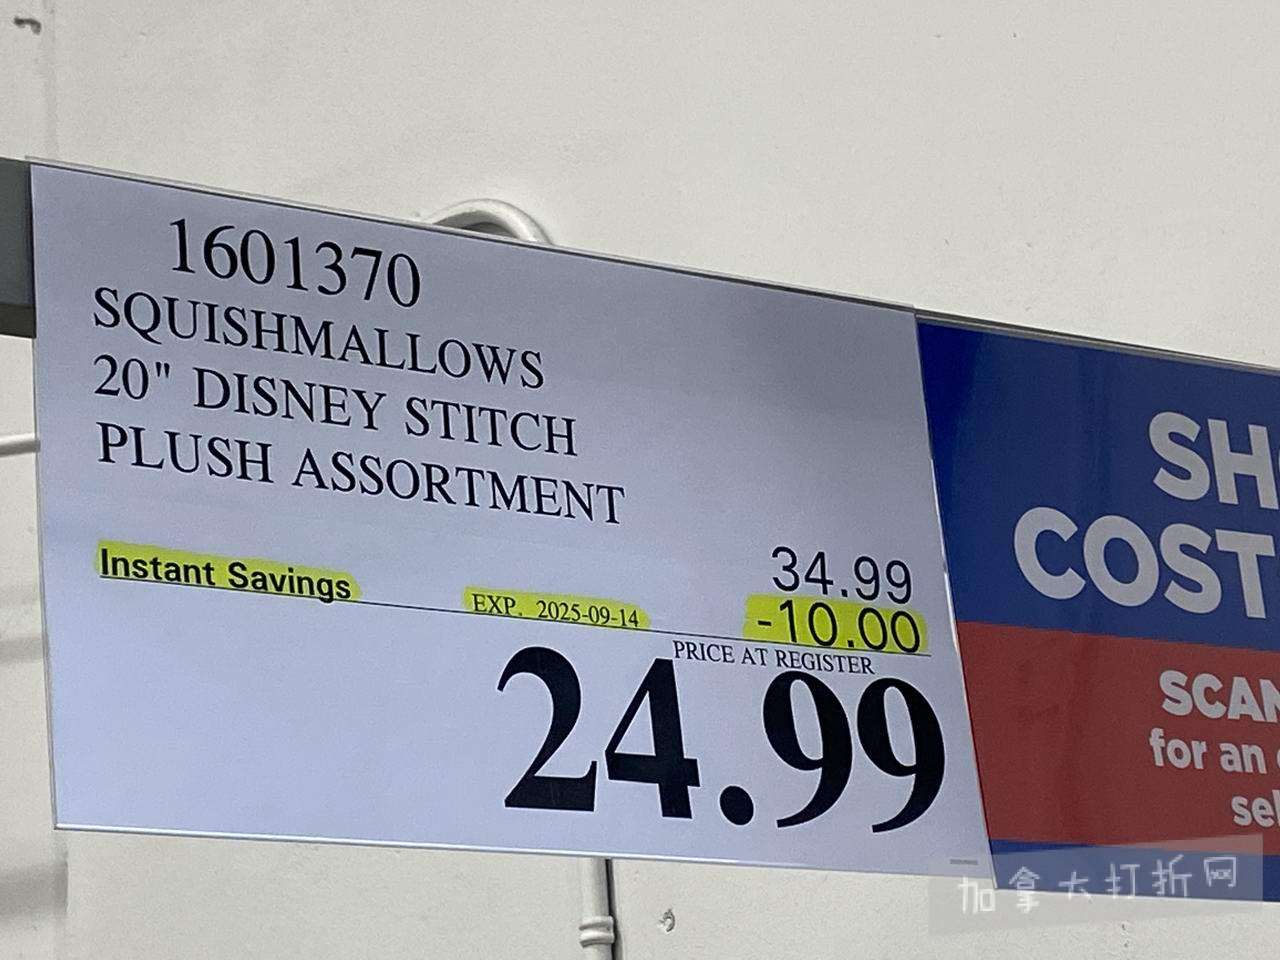 1601370
SQUISHMALLOWS
20" DISNEY STITCH
PLUSH ASSORTMENT
34.99
Instant Savings EXP. 2025-09-14 -10.00
PRICE AT REGISTER
24.99
SH
COST
SCAN
for an
sel
加拿大打折网